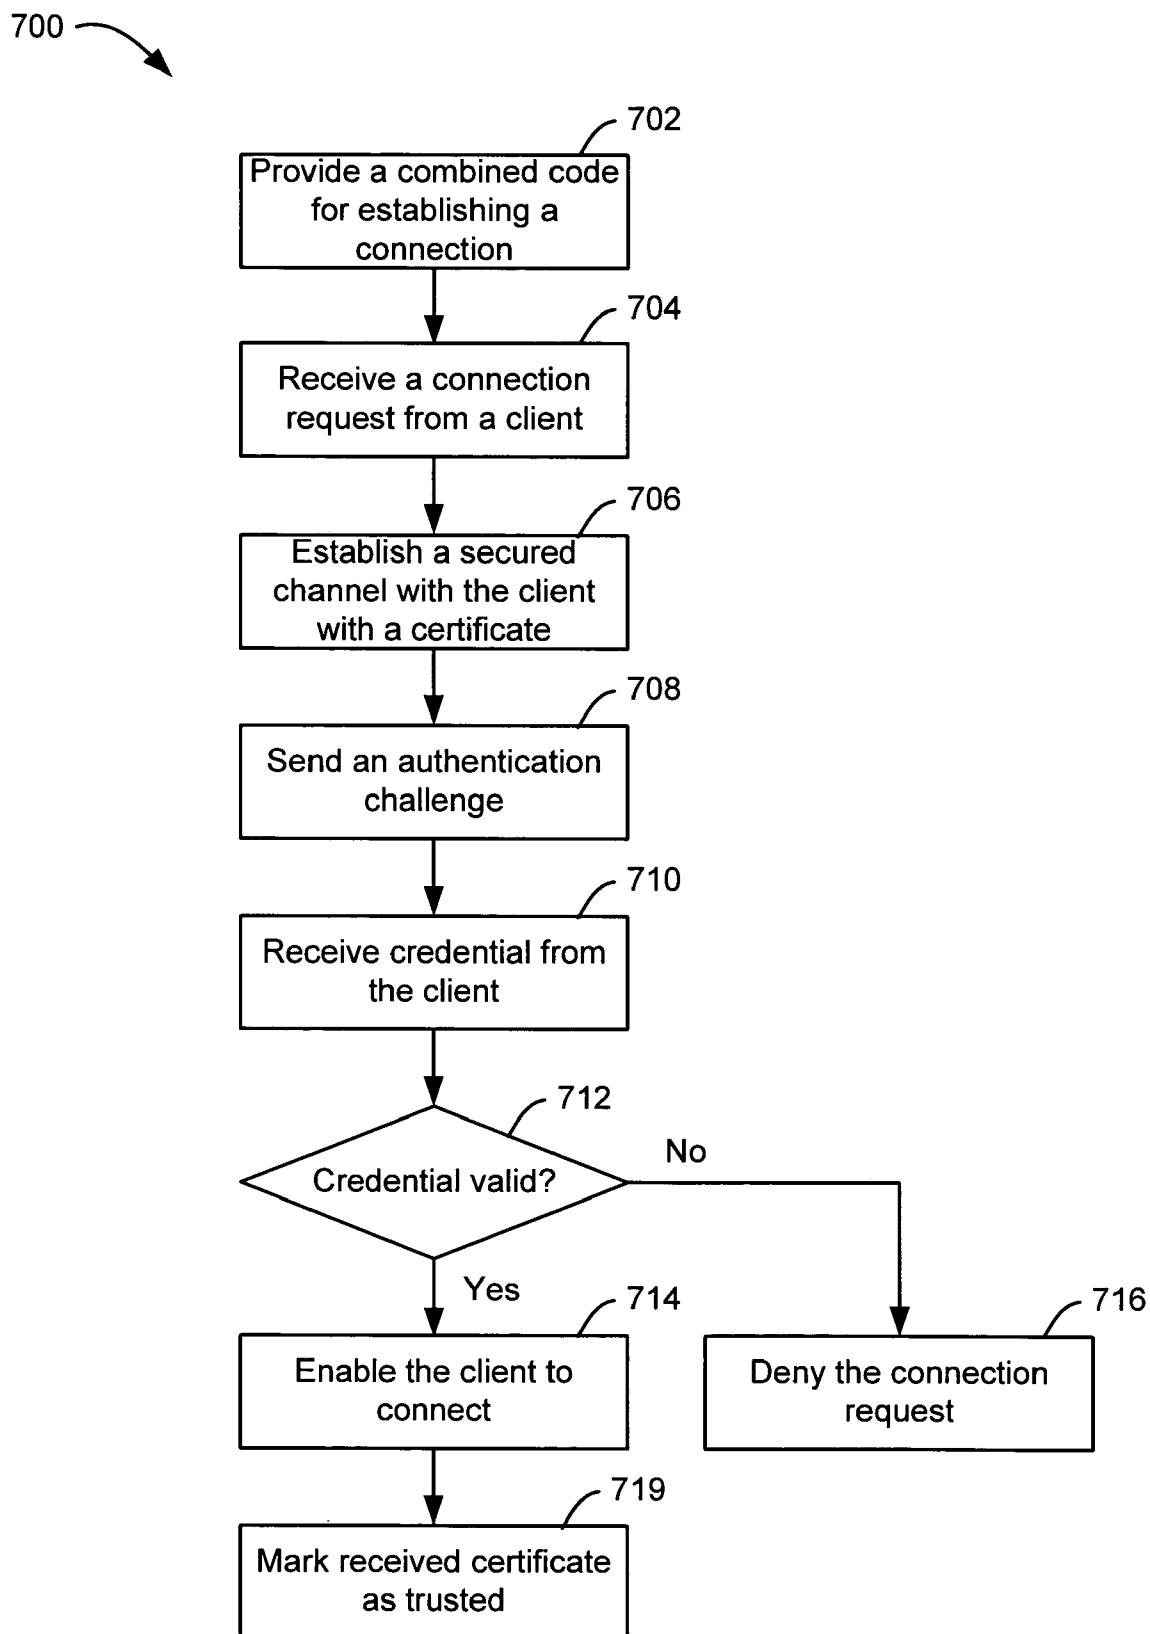 700
702
Provide a combined code
for establishing a
connection
704
Receive a connection
request from a client
706
Establish a secured
channel with the client
with a certificate
708
Send an authentication
challenge
710
Receive credential from
the client
712
Credential valid?
No
Yes
714
Enable the client to
connect
716
Deny the connection
request
719
Mark received certificate
as trusted